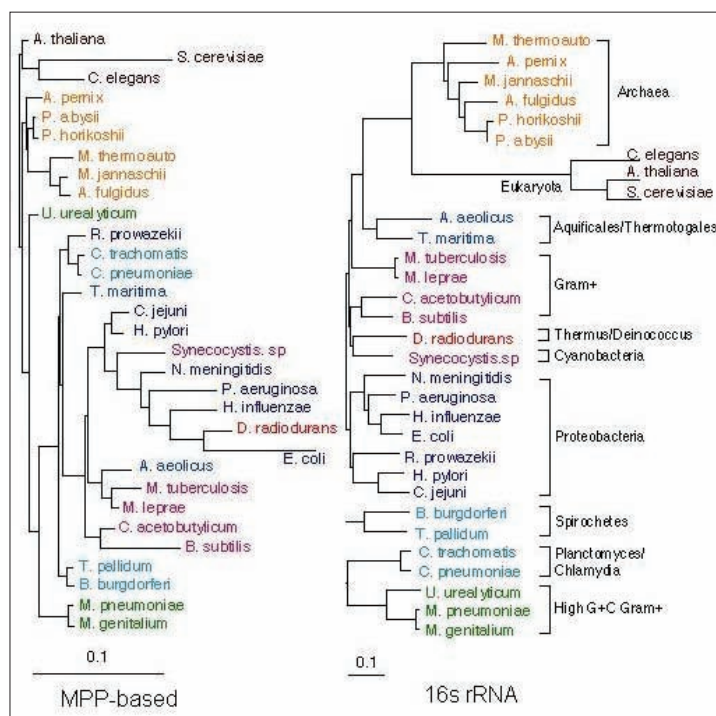 A. thaliana
S. cerevisiae
C. elegans
A. pernix
P. abysii
P. horikoshii
M. thermoauto
M. jannaschii
A. fulgidus
U. urealyticum
R. prowazekii
C. trachomatis
C. pneumoniae
T. maritima
C. jejuni
H. pylori
Synecocystis. sp
N. meningitidis
P. aeruginosa
H. influenzae
D. radiodurans
E. coli
A. aeolicus
M. tuberculosis
M. leprae
C. acetobutylicum
B. subtilis
T. pallidum
B. burgdorferi
M. pneumoniae
M. genitalium
0.1
MPP-based
M. thermoauto
A. pernix
M. jannaschii
A. fulgidus
P. horikoshii
P. abysii
Archaea
C. elegans
A. thaliana
S. cerevisiae
Eukaryota
A. aeolicus
T. maritima
Aquificales/Thermotogales
M. tuberculosis
M. leprae
C. acetobutylicum
B. subtilis
Gram+
D. radiodurans
Thermus/Deinococcus
Synecocystis.sp
Cyanobacteria
N. meningitidis
P. aeruginosa
H. influenzae
E. coli
R. prowazekii
H. pylori
C. jejuni
Proteobacteria
B. burgdorferi
T. pallidum
Spirochetes
C. trachomatis
C. pneumoniae
Planctomyces/
Chlamydia
U. urealyticum
M. pneumoniae
M. genitalium
High G+C Gram+
0.1
16s rRNA